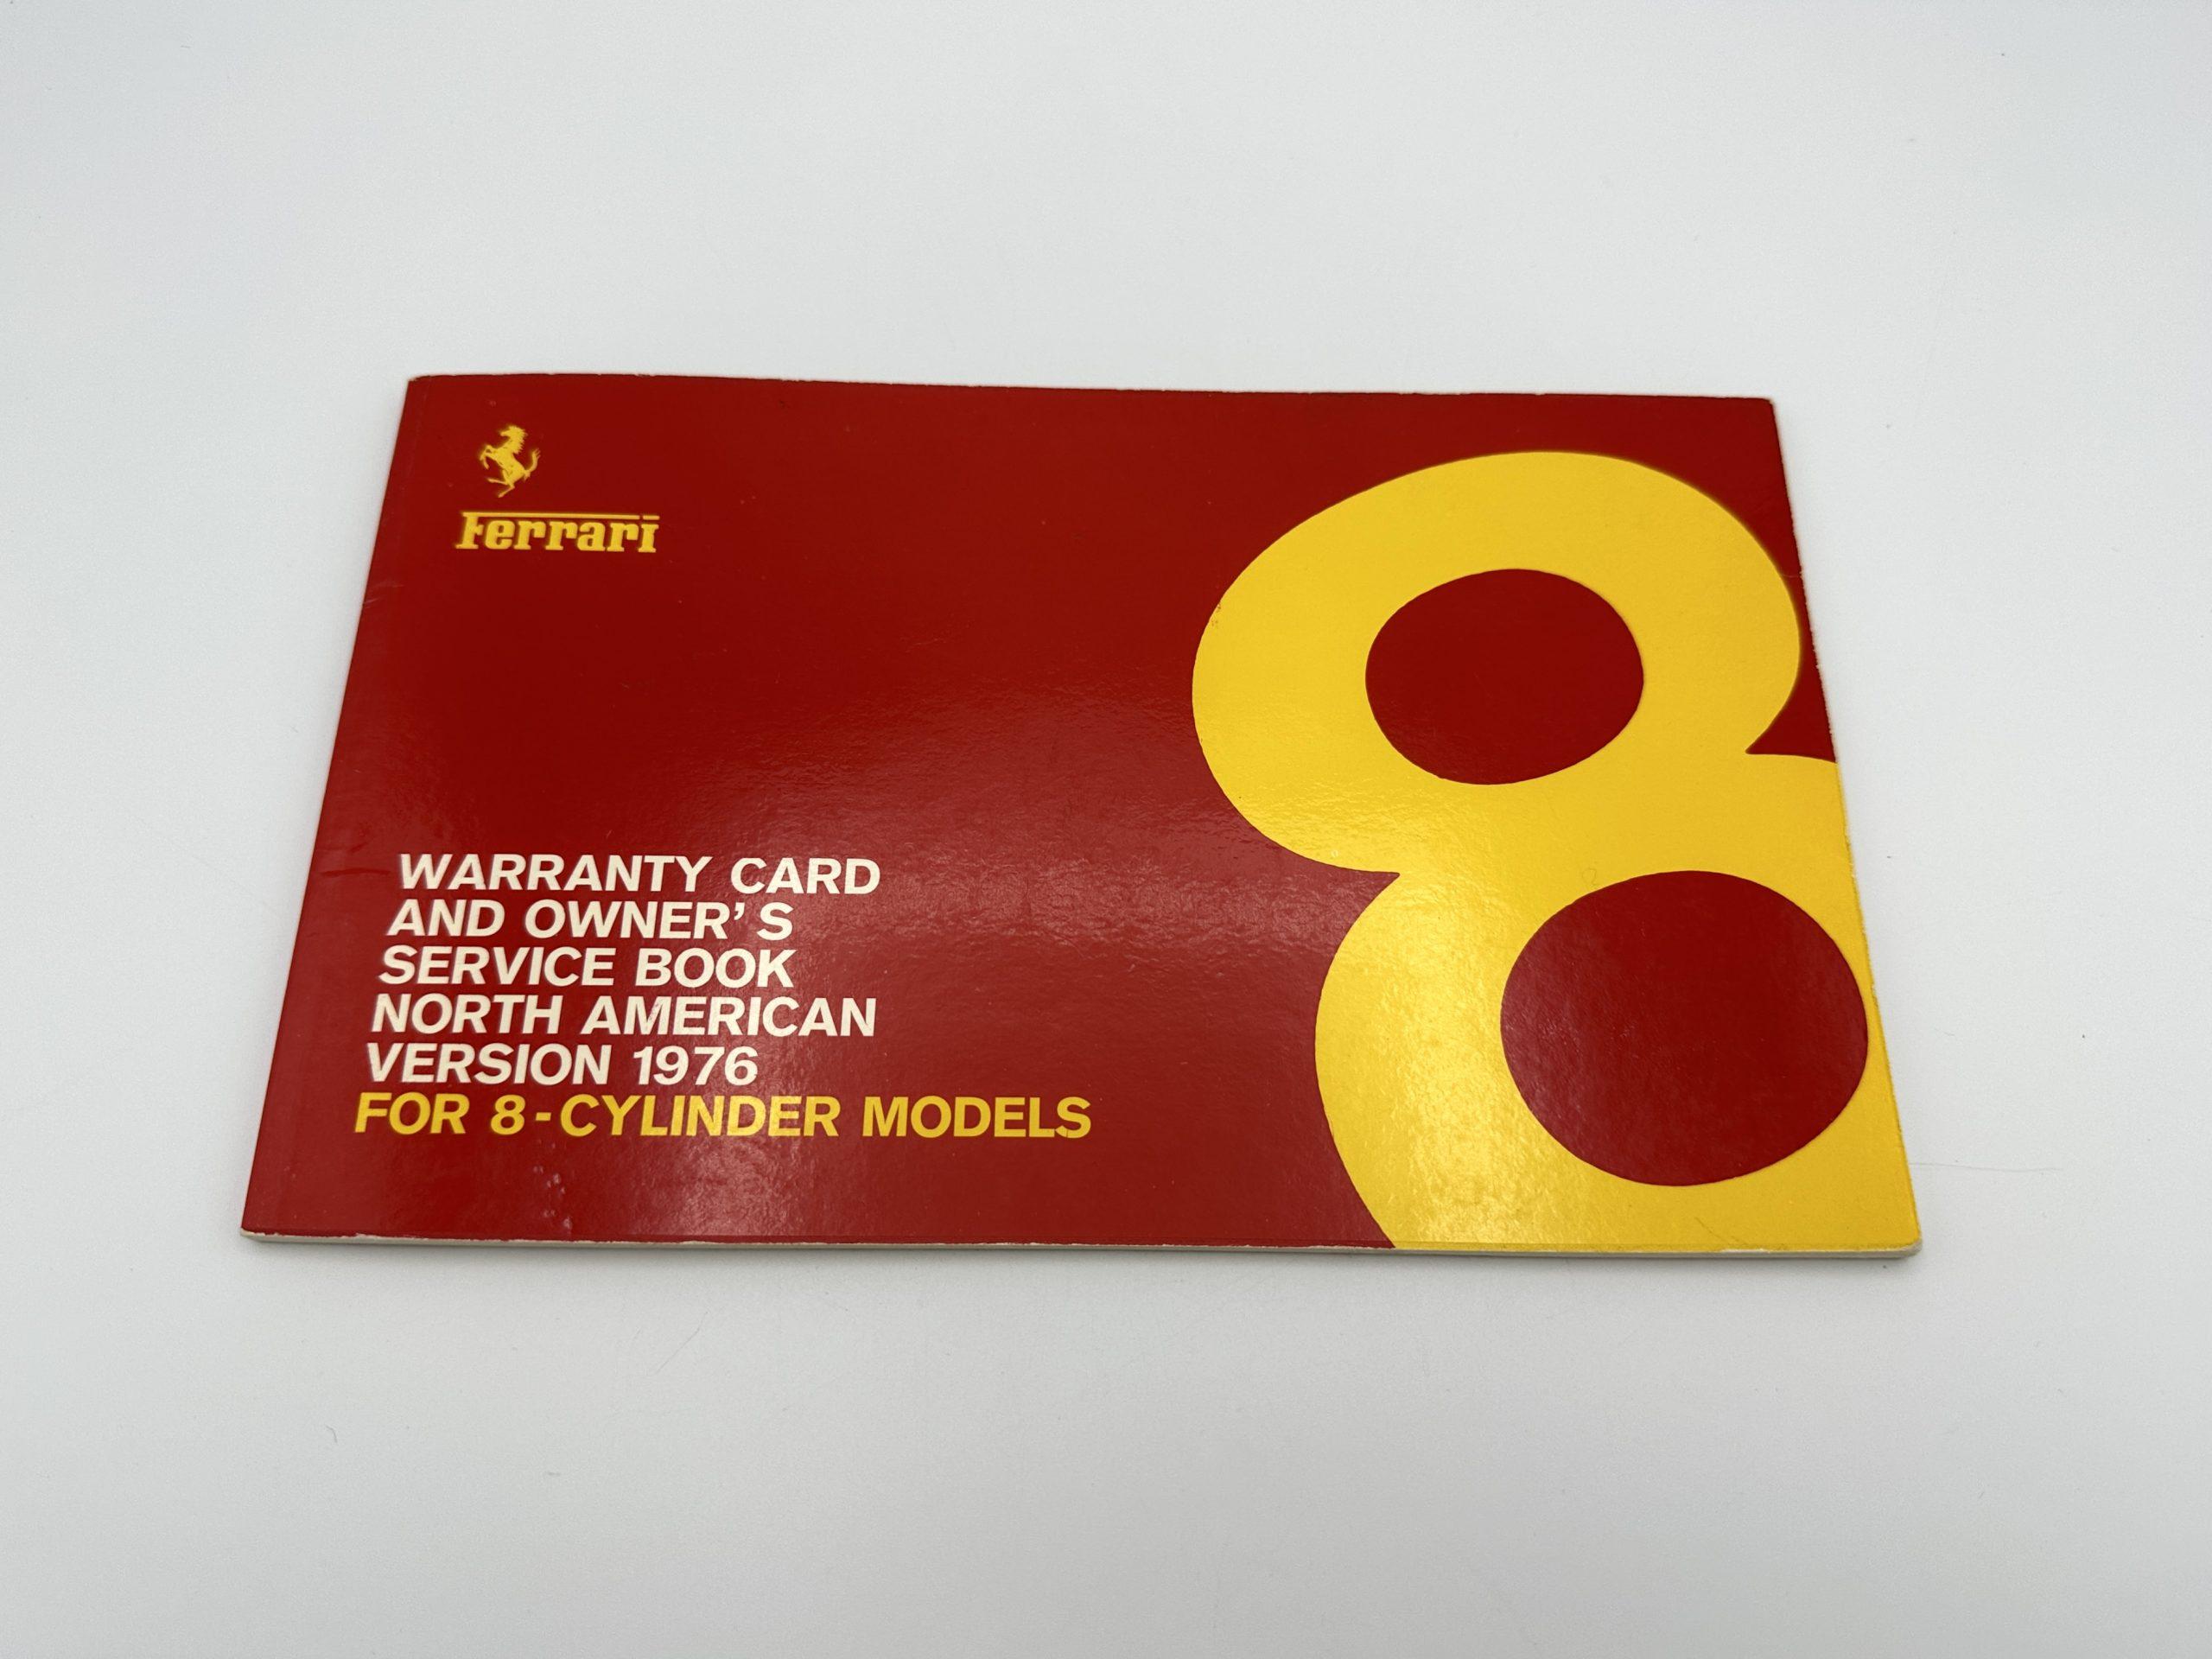 Ferrari
WARRANTY CARD
AND OWNER'S
SERVICE BOOK
NORTH AMERICAN
VERSION 1976
FOR 8-CYLINDER MODELS
8